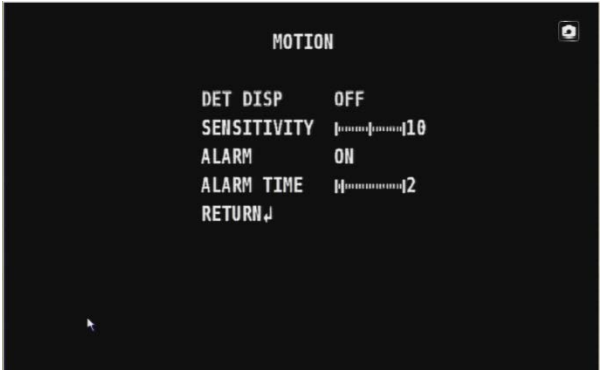 MOTION
DET DISP OFF
SENSITIVITY 10
ALARM ON
ALARM TIME 2
RETURN↲